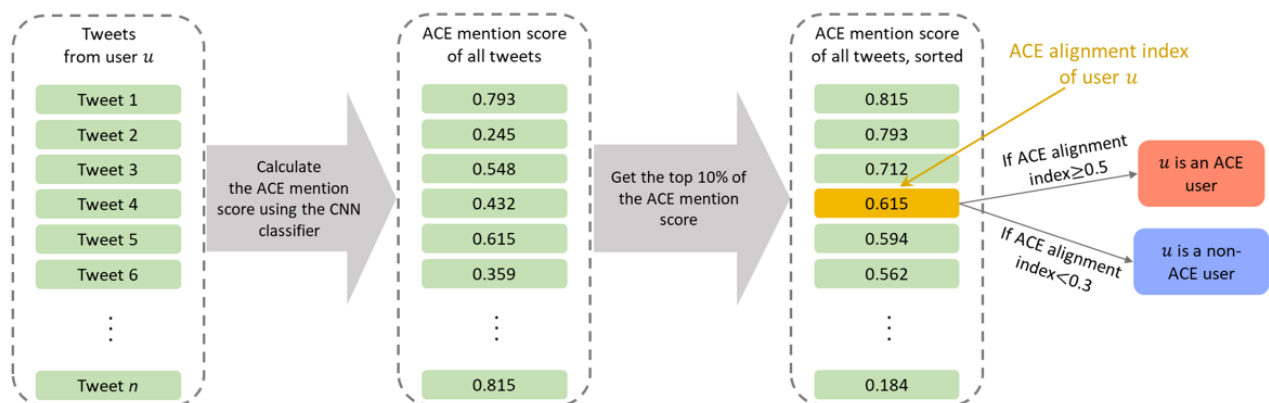 Tweets
from user u
Tweet 1
Tweet 2
Tweet 3
Tweet 4
Tweet 5
Tweet 6
⋮
Tweet n
Calculate
the ACE mention
score using the CNN
classifier
ACE mention score
of all tweets
0.793
0.245
0.548
0.432
0.615
0.359
⋮
0.815
Get the top 10% of
the ACE mention
score
ACE mention score
of all tweets, sorted
0.815
0.793
0.712
0.615
0.594
0.562
⋮
0.184
ACE alignment index
of user u
If ACE alignment
index≥0.5
u is an ACE
user
If ACE alignment
index<0.3
u is a non-
ACE user